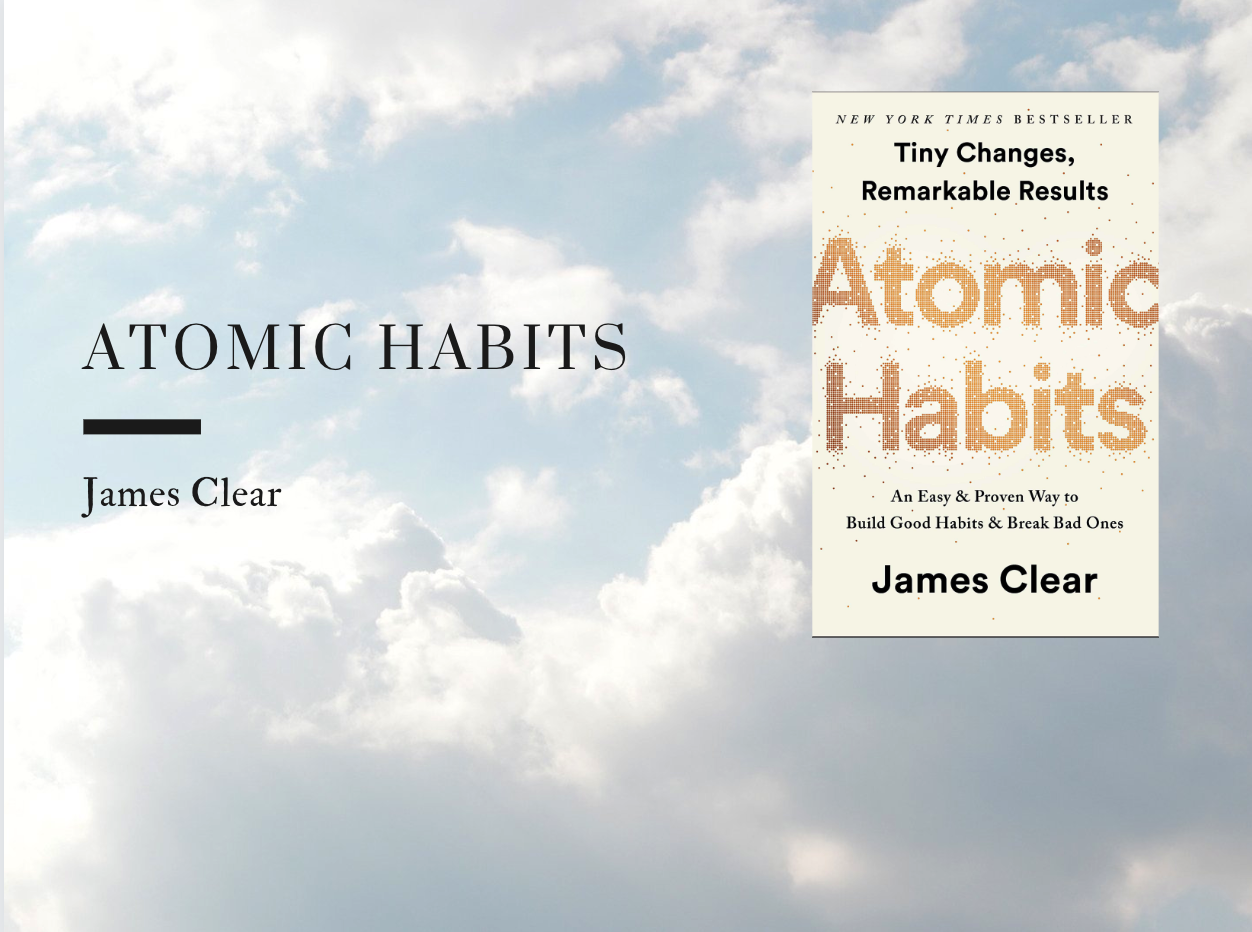 ATOMIC HABITS
James Clear
NEW YORK TIMES BESTSELLER
Tiny Changes,
Remarkable Results
Atomic
Habits
An Easy & Proven Way to
Build Good Habits & Break Bad Ones
James Clear